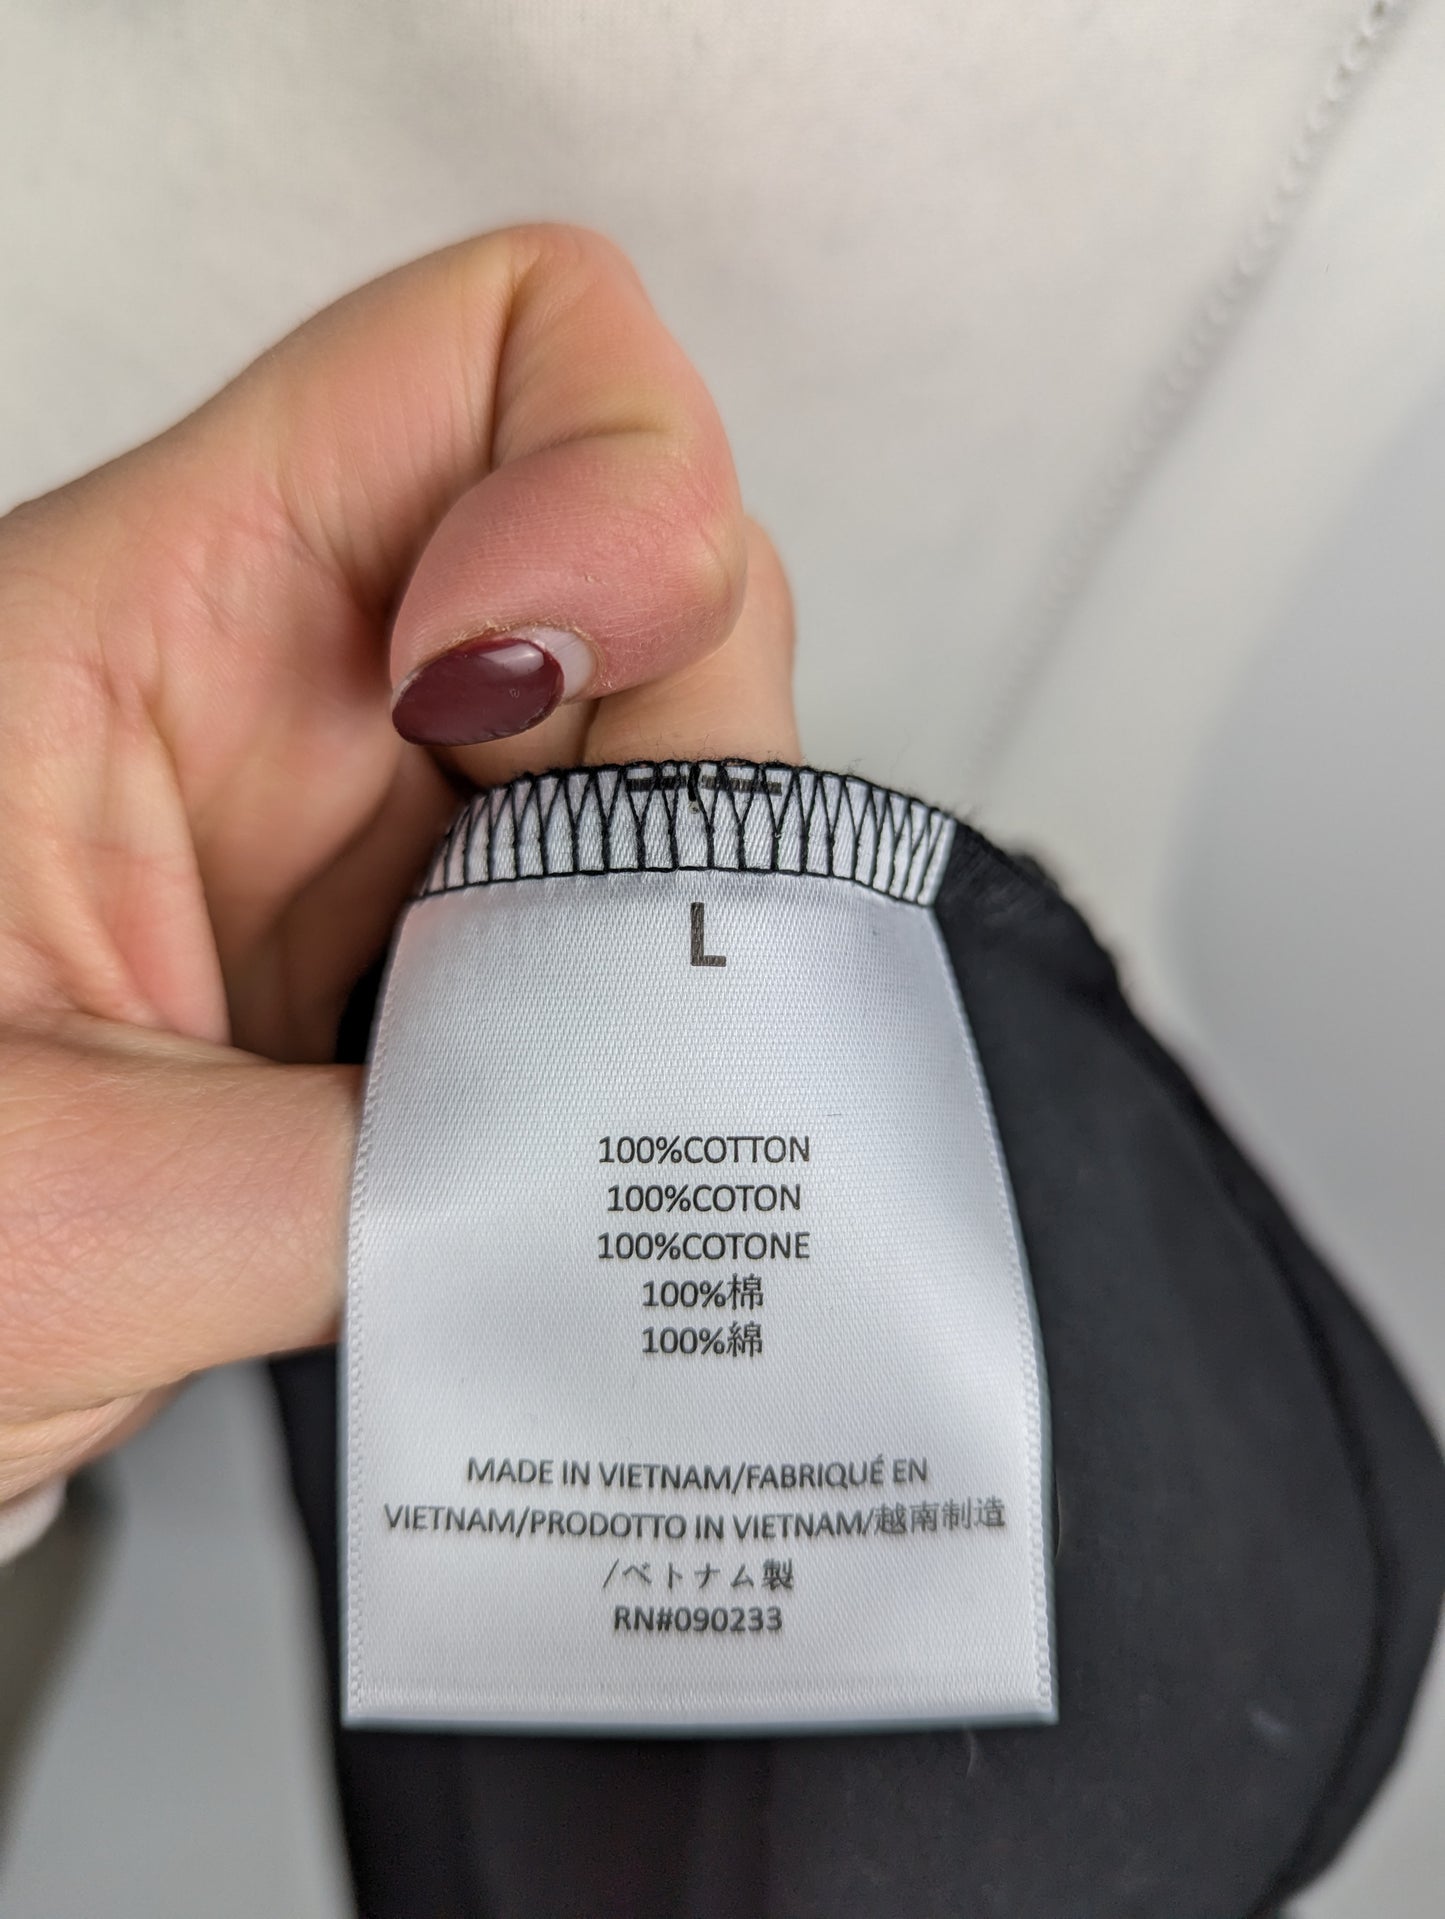 L
100%COTTON
100%COTON
100%COTONE
100%棉
100%綿
MADE IN VIETNAM/FABRIQUÉ EN
VIETNAM/PRODOTTO IN VIETNAM/越南制造
/ベトナム製
RN#090233